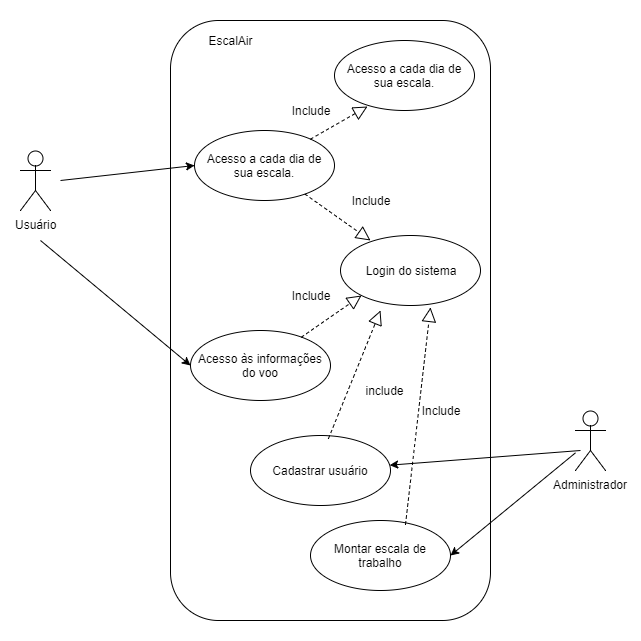 EscalAir
Acesso a cada dia de
sua escala.
Include
Acesso a cada dia de
sua escala.
Usuário
Include
Login do sistema
Include
Acesso às informações
do voo
include
Include
Cadastrar usuário
Administrador
Montar escala de
trabalho